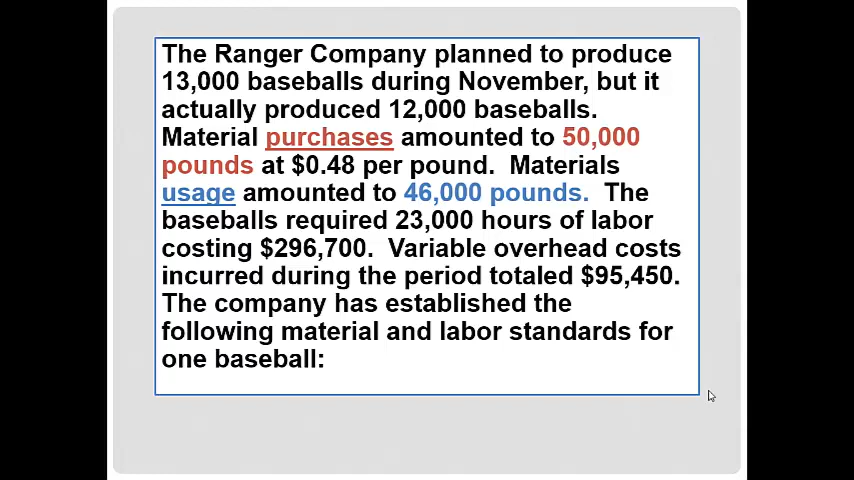 The Ranger Company planned to produce
13,000 baseballs during November, but it
actually produced 12,000 baseballs.
Material purchases amounted to 50,000
pounds at $0.48 per pound.  Materials
usage amounted to 46,000 pounds.  The
baseballs required 23,000 hours of labor
costing $296,700.  Variable overhead costs
incurred during the period totaled $95,450.
The company has established the
following material and labor standards for
one baseball: